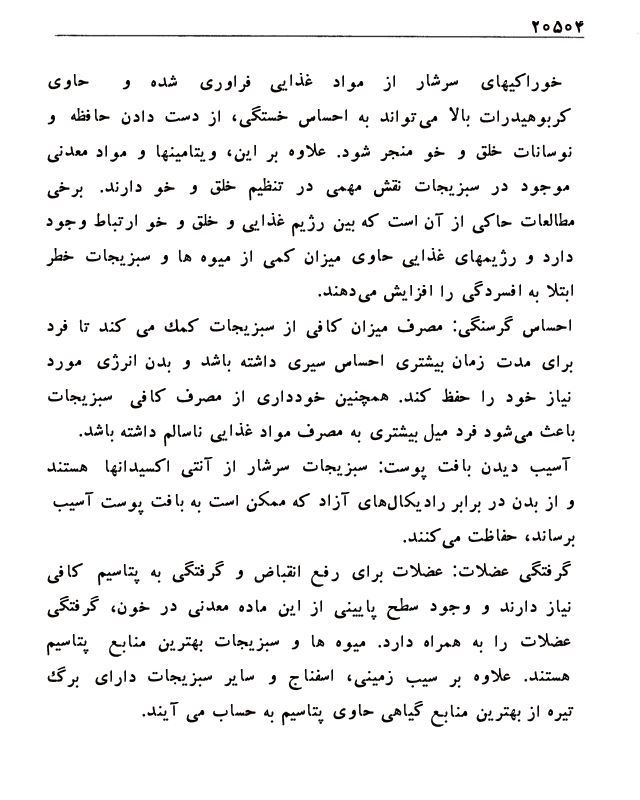 ۲۰۵۰۴
خوراکیهای سرشار از مواد غذایی فراوری شده و حاوی
کربوهیدرات بالا می‌تواند به احساس خستگی، از دست دادن حافظه و
نوسانات خلق و خو منجر شود. علاوه بر این، ویتامینها و مواد معدنی
موجود در سبزیجات نقش مهمی در تنظیم خلق و خو دارند. برخی
مطالعات حاکی از آن است که بین رژیم غذایی و خلق و خو ارتباط وجود
دارد و رژیمهای غذایی حاوی میزان کمی از میوه ها و سبزیجات خطر
ابتلا به افسردگی را افزایش می‌دهند.
احساس گرسنگی: مصرف میزان کافی از سبزیجات کمك می کند تا فرد
برای مدت زمان بیشتری احساس سیری داشته باشد و بدن انرژی مورد
نیاز خود را حفظ کند. همچنین خودداری از مصرف کافی سبزیجات
باعث می‌شود فرد میل بیشتری به مصرف مواد غذایی ناسالم داشته باشد.
آسیب دیدن بافت پوست: سبزیجات سرشار از آنتی اکسیدانها هستند
و از بدن در برابر رادیکال‌های آزاد که ممکن است به بافت پوست آسیب
برساند، حفاظت می‌کنند.
گرفتگی عضلات: عضلات برای رفع انقباض و گرفتگی به پتاسیم کافی
نیاز دارند و وجود سطح پایینی از این ماده معدنی در خون، گرفتگی
عضلات را به همراه دارد. میوه ها و سبزیجات بهترین منابع پتاسیم
هستند. علاوه بر سیب زمینی، اسفناج و سایر سبزیجات دارای برگ
تیره از بهترین منابع گیاهی حاوی پتاسیم به حساب می آیند.